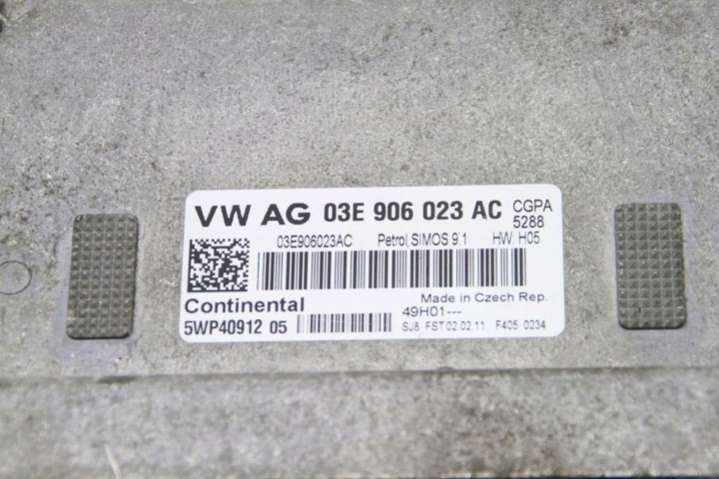 VW AG 03E 906 023 AC CGPA
5288
03E906023AC Petrol, SIMOS 9.1 HW: H05
Continental Made in Czech Rep.
5WP40912 05 49H01---
SJ8 FST 02.02.11 F405 0234